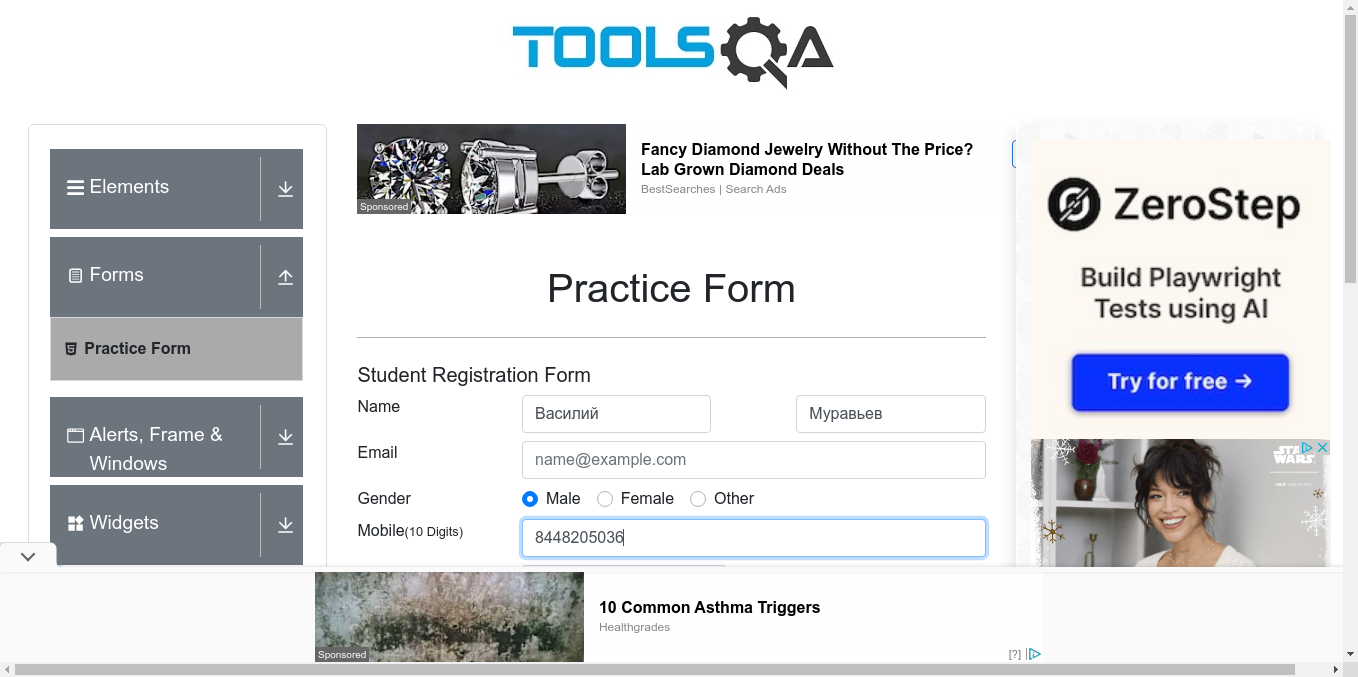 TOOLSQA
Elements
Forms
Practice Form
Alerts, Frame &
Windows
Widgets
Sponsored
Fancy Diamond Jewelry Without The Price?
Lab Grown Diamond Deals
BestSearches | Search Ads
Practice Form
Student Registration Form
Name
Василий
Муравьев
Email
name@example.com
Gender
Male
Female
Other
Mobile(10 Digits)
8448205036
ZeroStep
Build Playwright
Tests using AI
Try for free →
STAR
WARS
Sponsored
10 Common Asthma Triggers
Healthgrades
[?]